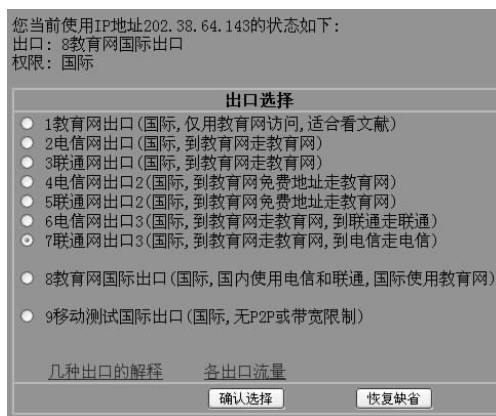 您当前使用IP地址202.38.64.143的状态如下:
出口: 8教育网国际出口
权限: 国际
出口选择
1教育网出口(国际,仅用教育网访问,适合看文献)
2电信网出口(国际,到教育网走教育网)
3联通网出口(国际,到教育网走教育网)
4电信网出口2(国际,到教育网免费地址走教育网)
5联通网出口2(国际,到教育网免费地址走教育网)
6电信网出口3(国际,到教育网走教育网,到联通走联通)
7联通网出口3(国际,到教育网走教育网,到电信走电信)
8教育网国际出口(国际,国内使用电信和联通,国际使用教育网)
9移动测试国际出口(国际,无P2P或带宽限制)
几种出口的解释 各出口流量
确认选择 恢复缺省